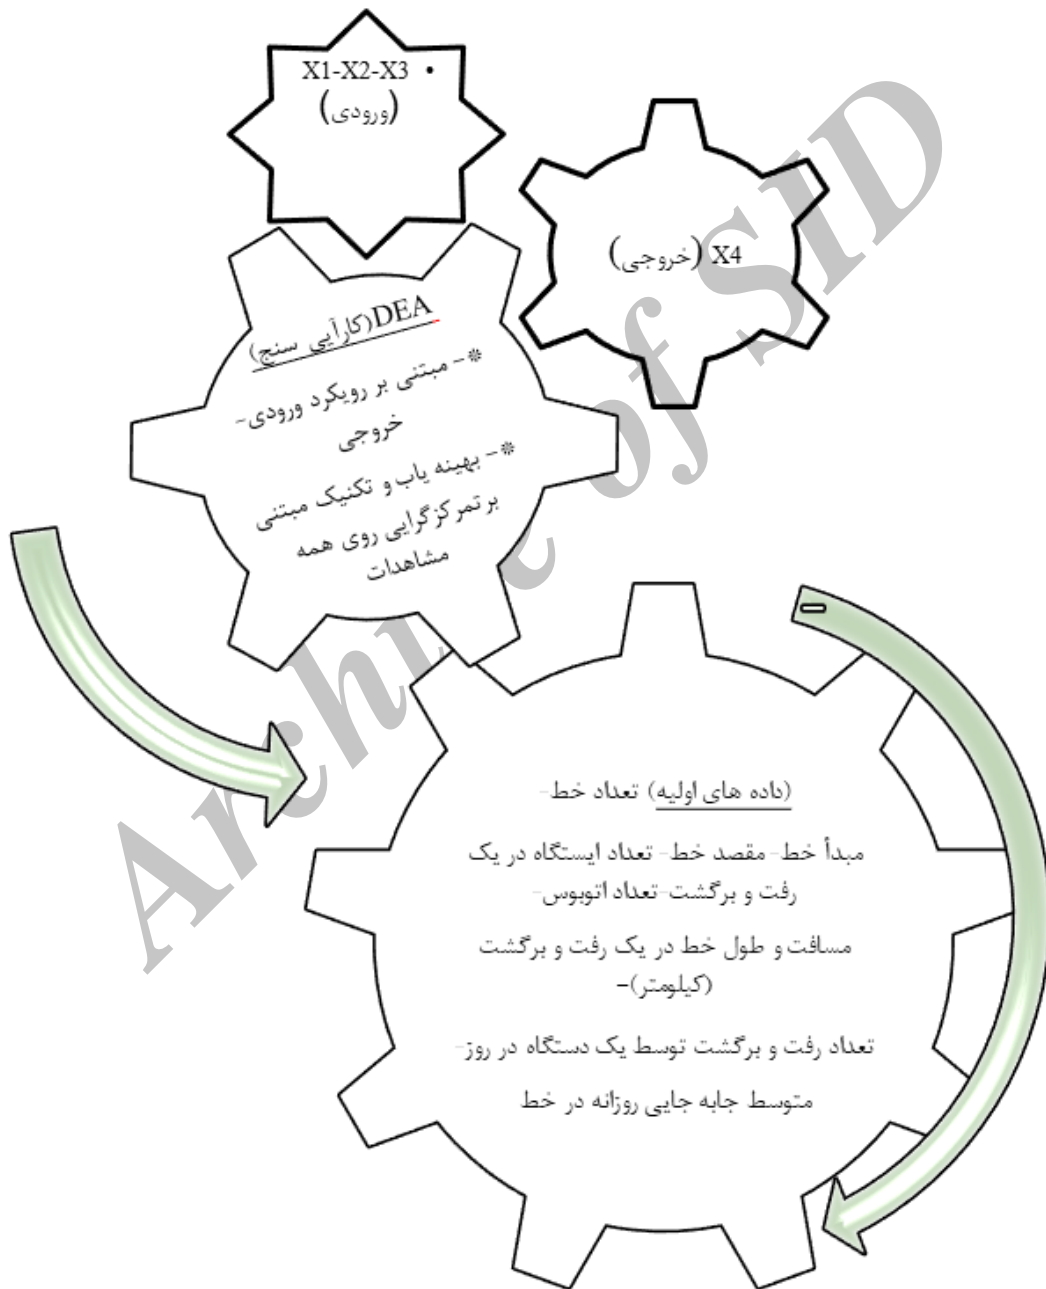 • X1-X2-X3
(ورودی)
X4 (خروجی)
DEA(کارآیی سنج)
*- مبتنی بر رویکرد ورودی-
خروجی
*- بهینه یاب و تکنیک مبتنی
بر تمرکزگرایی روی همه
مشاهدات
(داده های اولیه) تعداد خط-
مبدأ خط- مقصد خط- تعداد ایستگاه در یک
رفت و برگشت-تعداد اتوبوس-
مسافت و طول خط در یک رفت و برگشت
(کیلومتر)-
تعداد رفت و برگشت توسط یک دستگاه در روز-
متوسط جابه جایی روزانه در خط
Archive of SID